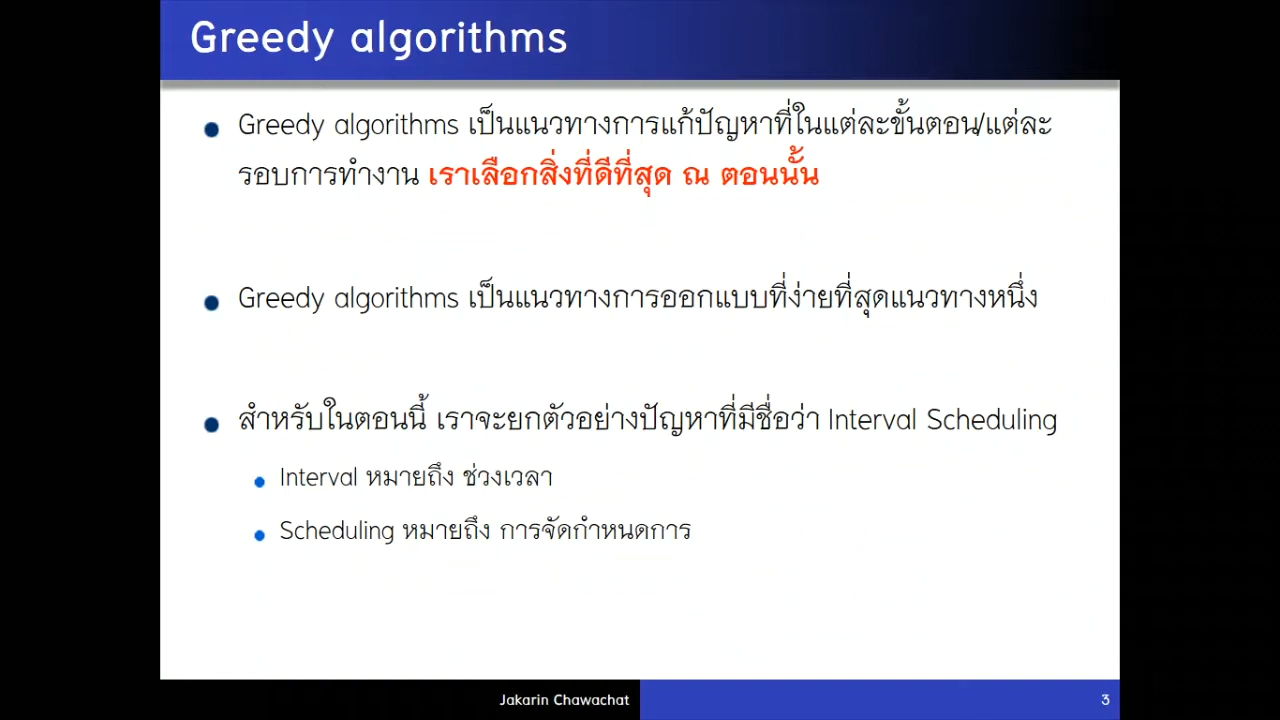 Greedy algorithms
Greedy algorithms เป็นแนวทางการแก้ปัญหาที่ในแต่ละขั้นตอน/แต่ละ
รอบการทำงาน เราเลือกสิ่งที่ดีที่สุด ณ ตอนนั้น
Greedy algorithms เป็นแนวทางการออกแบบที่ง่ายที่สุดแนวทางหนึ่ง
สำหรับในตอนนี้ เราจะยกตัวอย่างปัญหาที่มีชื่อว่า Interval Scheduling
Interval หมายถึง ช่วงเวลา
Scheduling หมายถึง การจัดกำหนดการ
Jakarin Chawachat
3